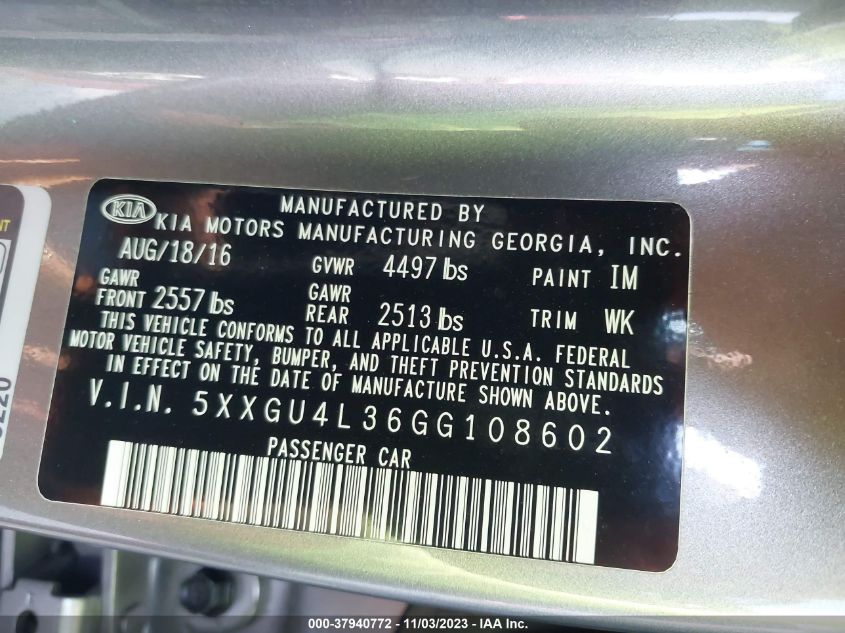 MANUFACTURED BY
KIA KIA MOTORS MANUFACTURING GEORGIA, INC.
AUG/18/16 GVWR 4497 lbs PAINT IM
GAWR FRONT 2557 lbs GAWR REAR 2513 lbs TRIM WK
THIS VEHICLE CONFORMS TO ALL APPLICABLE U.S.A. FEDERAL
MOTOR VEHICLE SAFETY, BUMPER, AND THEFT PREVENTION STANDARDS
IN EFFECT ON THE DATE OF MANUFACTURE SHOWN ABOVE.
V.I.N. 5XXGU4L36GG108602
PASSENGER CAR
000-37940772 - 11/03/2023 - IAA Inc.